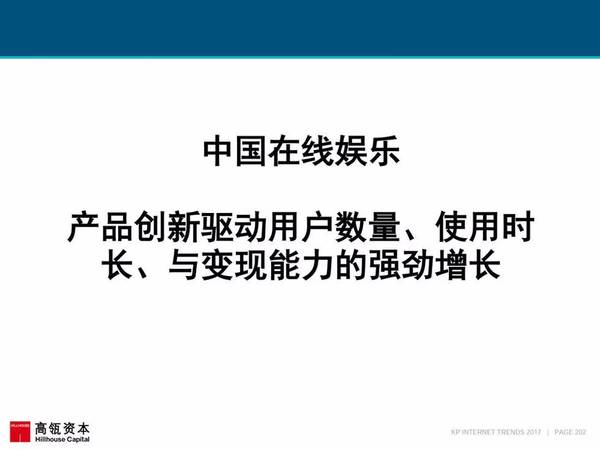 中国在线娱乐
产品创新驱动用户数量、使用时
长、与变现能力的强劲增长
HILLHOUSE
高瓴资本
Hillhouse Capital
KP INTERNET TRENDS 2017 | PAGE 202